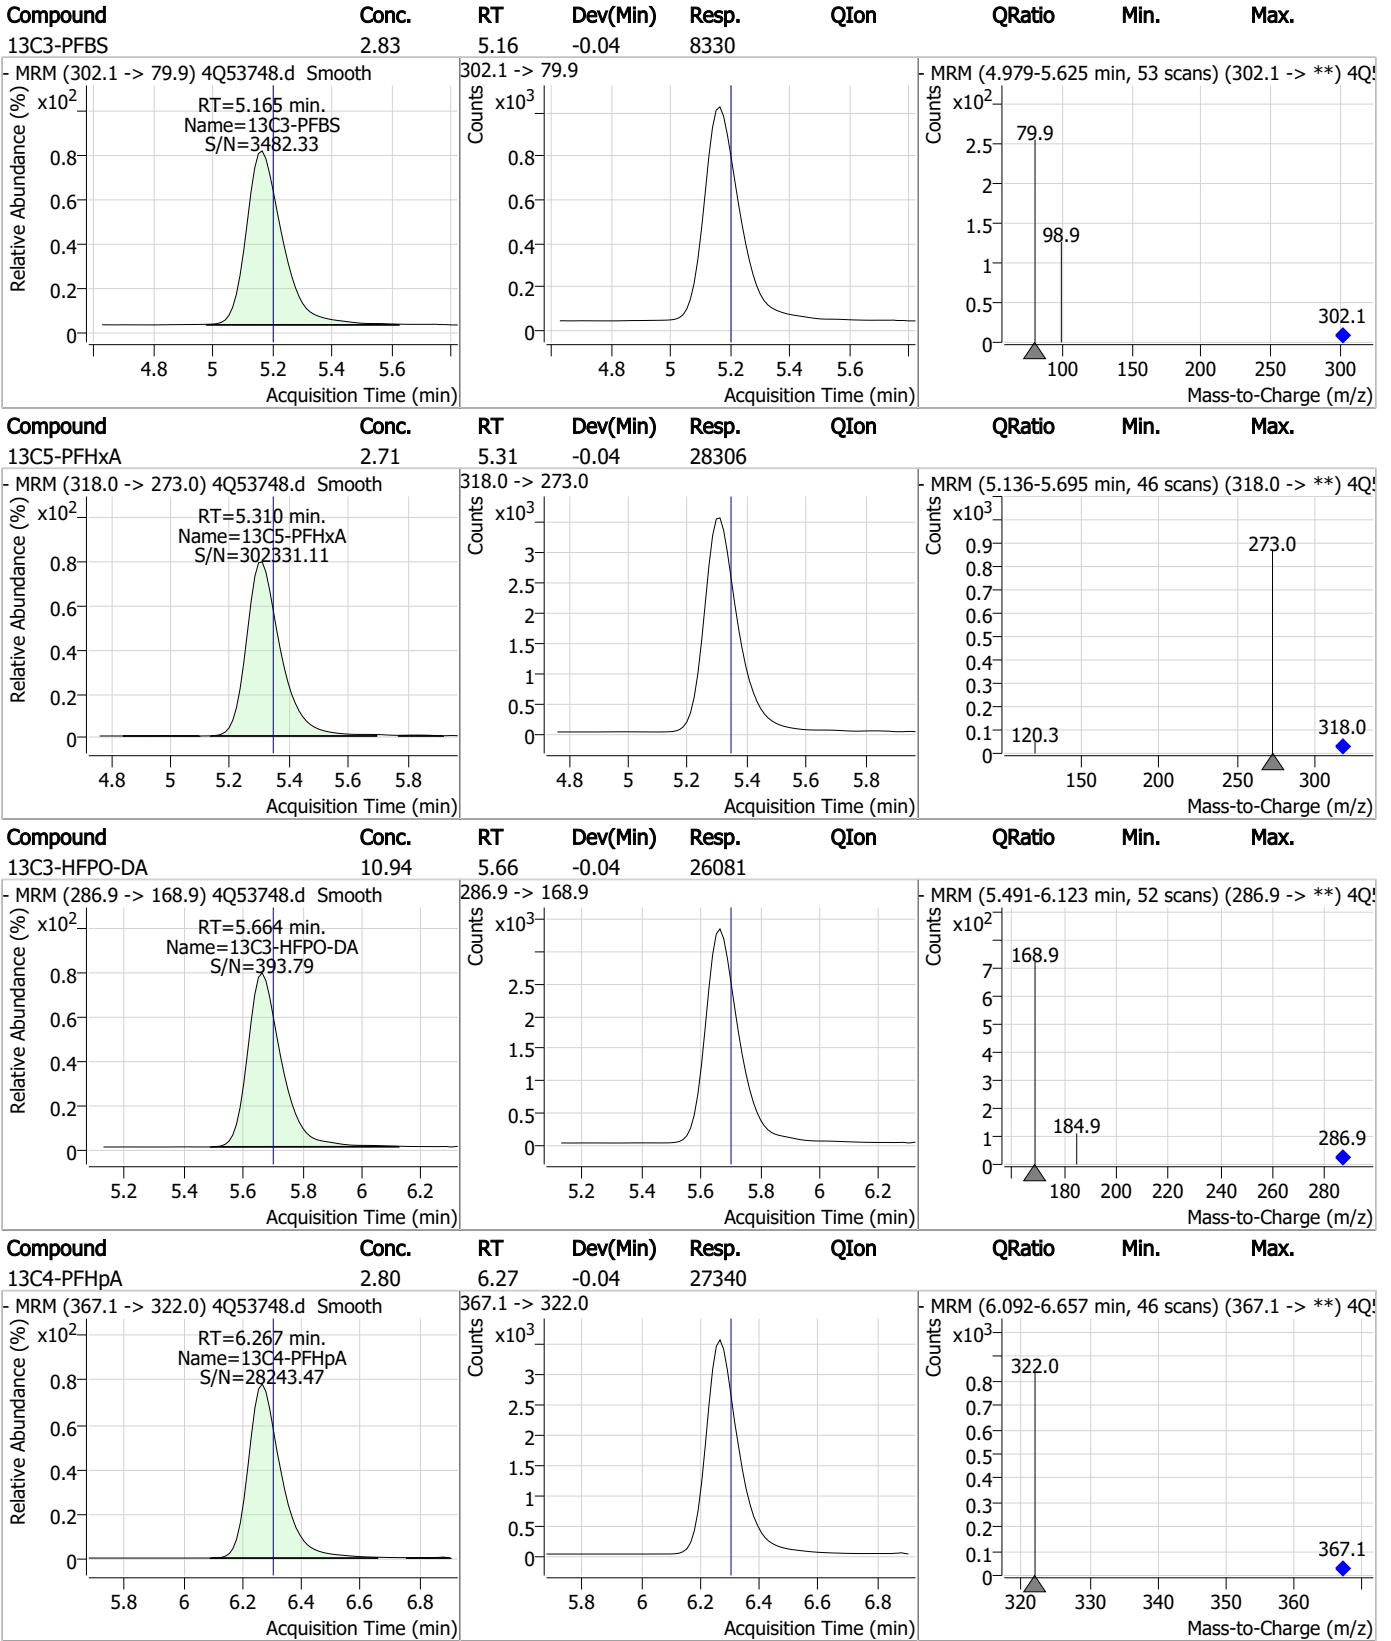 Compound Conc. RT Dev(Min) Resp. QIon QRatio Min. Max.
13C3-PFBS 2.83 5.16 -0.04 8330
- MRM (302.1 -> 79.9) 4Q53748.d Smooth
Relative Abundance (%)
x10²
RT=5.165 min.
Name=13C3-PFBS
S/N=3482.33
0.8
0.6
0.4
0.2
0
4.8 5 5.2 5.4 5.6
Acquisition Time (min)
302.1 -> 79.9
Counts
x10³
0.8
0.6
0.4
0.2
0
4.8 5 5.2 5.4 5.6
Acquisition Time (min)
- MRM (4.979-5.625 min, 53 scans) (302.1 -> **) 4Q5
Counts
x10²
2.5
2
1.5
1
0.5
0
79.9
98.9
302.1
100 150 200 250 300
Mass-to-Charge (m/z)
Compound Conc. RT Dev(Min) Resp. QIon QRatio Min. Max.
13C5-PFHxA 2.71 5.31 -0.04 28306
- MRM (318.0 -> 273.0) 4Q53748.d Smooth
Relative Abundance (%)
x10²
RT=5.310 min.
Name=13C5-PFHxA
S/N=302331.11
0.8
0.6
0.4
0.2
0
4.8 5 5.2 5.4 5.6 5.8
Acquisition Time (min)
318.0 -> 273.0
Counts
x10³
3
2.5
2
1.5
1
0.5
0
4.8 5 5.2 5.4 5.6 5.8
Acquisition Time (min)
- MRM (5.136-5.695 min, 46 scans) (318.0 -> **) 4Q5
Counts
x10³
0.9
0.8
0.7
0.6
0.5
0.4
0.3
0.2
0.1
0
273.0
120.3
318.0
150 200 250 300
Mass-to-Charge (m/z)
Compound Conc. RT Dev(Min) Resp. QIon QRatio Min. Max.
13C3-HFPO-DA 10.94 5.66 -0.04 26081
- MRM (286.9 -> 168.9) 4Q53748.d Smooth
Relative Abundance (%)
x10²
RT=5.664 min.
Name=13C3-HFPO-DA
S/N=393.79
0.8
0.6
0.4
0.2
0
5.2 5.4 5.6 5.8 6 6.2
Acquisition Time (min)
286.9 -> 168.9
Counts
x10³
2.5
2
1.5
1
0.5
0
5.2 5.4 5.6 5.8 6 6.2
Acquisition Time (min)
- MRM (5.491-6.123 min, 52 scans) (286.9 -> **) 4Q5
Counts
x10²
7
6
5
4
3
2
1
0
168.9
184.9
286.9
180 200 220 240 260 280
Mass-to-Charge (m/z)
Compound Conc. RT Dev(Min) Resp. QIon QRatio Min. Max.
13C4-PFHpA 2.80 6.27 -0.04 27340
- MRM (367.1 -> 322.0) 4Q53748.d Smooth
Relative Abundance (%)
x10²
RT=6.267 min.
Name=13C4-PFHpA
S/N=28243.47
0.8
0.6
0.4
0.2
0
5.8 6 6.2 6.4 6.6 6.8
Acquisition Time (min)
367.1 -> 322.0
Counts
x10³
3
2.5
2
1.5
1
0.5
0
5.8 6 6.2 6.4 6.6 6.8
Acquisition Time (min)
- MRM (6.092-6.657 min, 46 scans) (367.1 -> **) 4Q5
Counts
x10³
0.8
0.7
0.6
0.5
0.4
0.3
0.2
0.1
0
322.0
367.1
320 330 340 350 360
Mass-to-Charge (m/z)